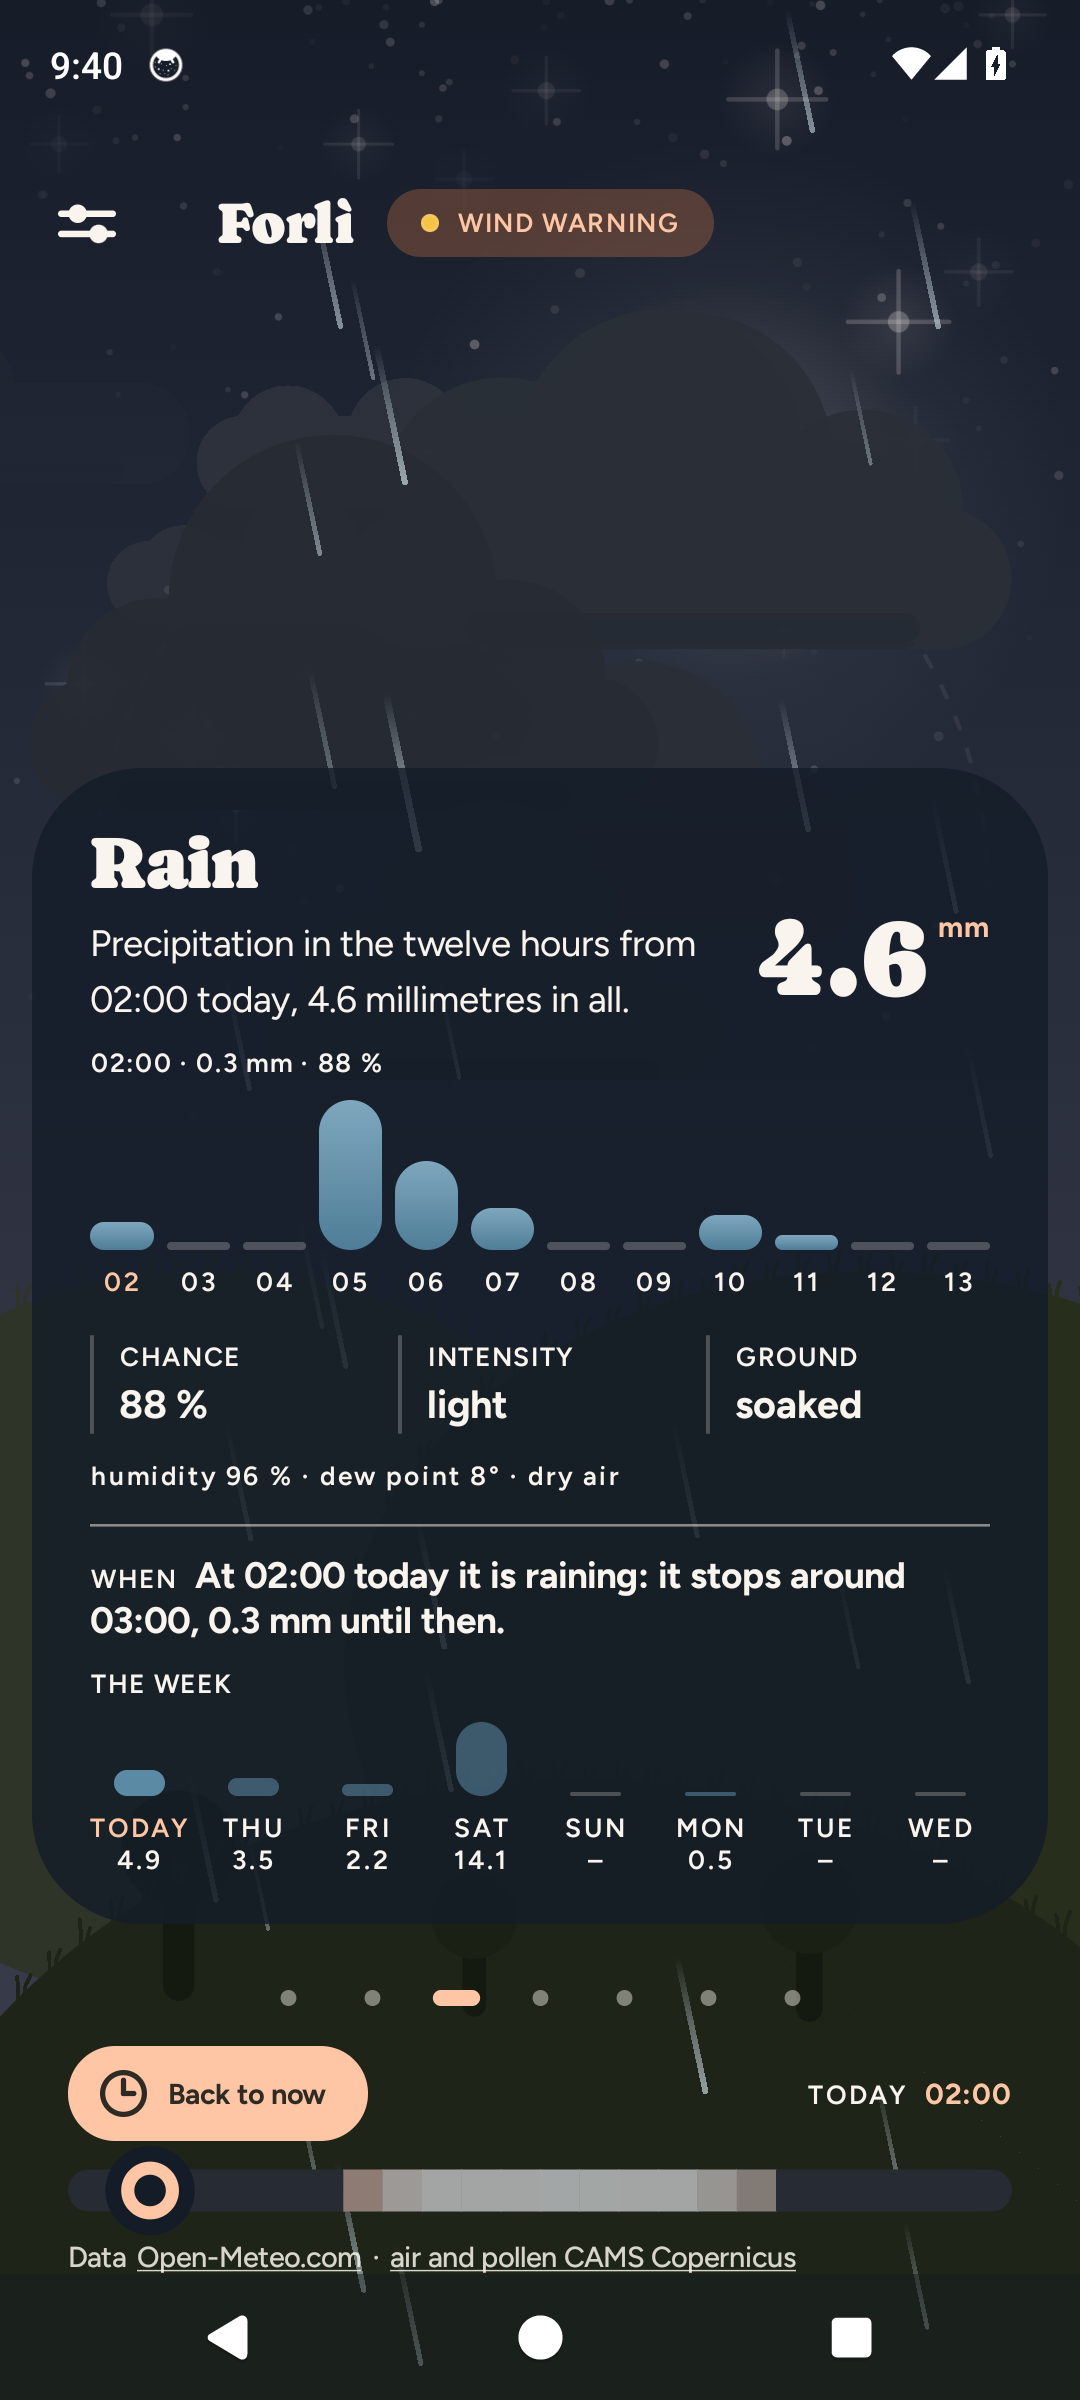 9:40
Forlì WIND WARNING
Rain
Precipitation in the twelve hours from
02:00 today, 4.6 millimetres in all.
4.6 mm
02:00 · 0.3 mm · 88 %
02 03 04 05 06 07 08 09 10 11 12 13
CHANCE INTENSITY GROUND
88 % light soaked
humidity 96 % · dew point 8° · dry air
WHEN At 02:00 today it is raining: it stops around
03:00, 0.3 mm until then.
THE WEEK
TODAY THU FRI SAT SUN MON TUE WED
4.9 3.5 2.2 14.1 – 0.5 – –
Back to now TODAY 02:00
Data Open-Meteo.com · air and pollen CAMS Copernicus